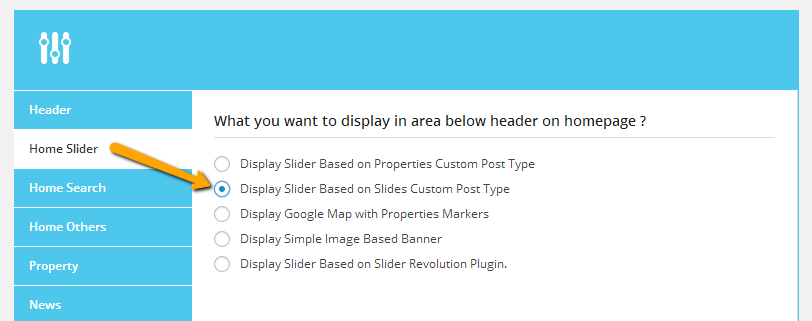 Header
Home Slider
Home Search
Home Others
Property
News
What you want to display in area below header on homepage ?
Display Slider Based on Properties Custom Post Type
Display Slider Based on Slides Custom Post Type
Display Google Map with Properties Markers
Display Simple Image Based Banner
Display Slider Based on Slider Revolution Plugin.